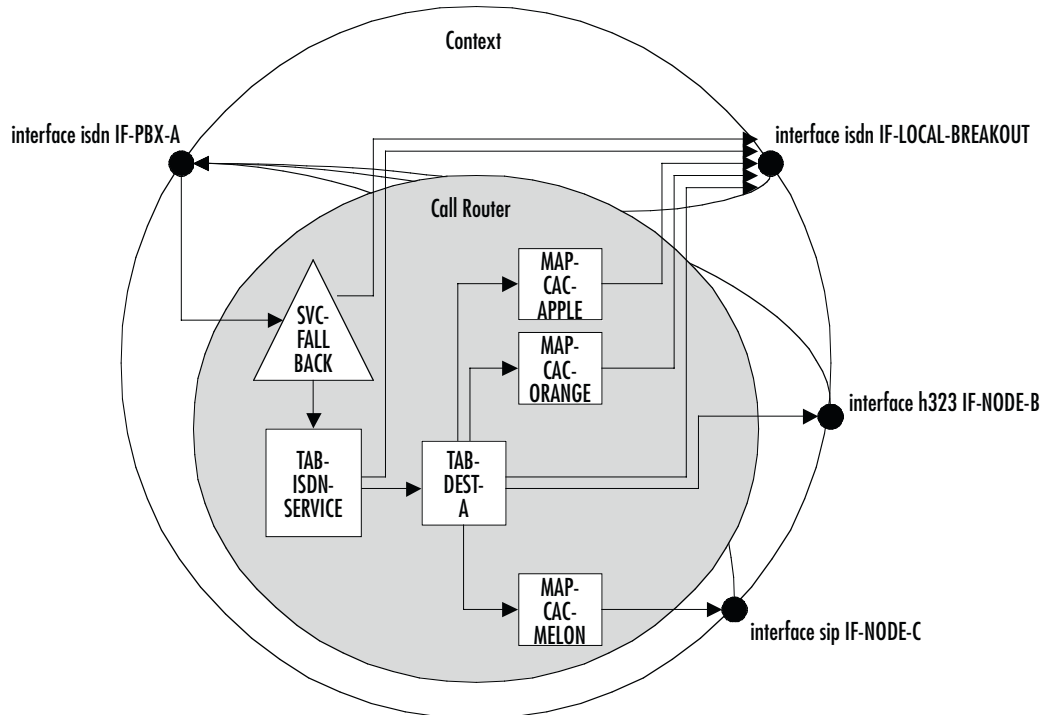 Context
interface isdn IF-PBX-A
interface isdn IF-LOCAL-BREAKOUT
Call Router
MAP-
CAC-
APPLE
SVC-
FALL
BACK
MAP-
CAC-
ORANGE
interface h323 IF-NODE-B
TAB-
ISDN-
SERVICE
TAB-
DEST-
A
MAP-
CAC-
MELON
interface sip IF-NODE-C